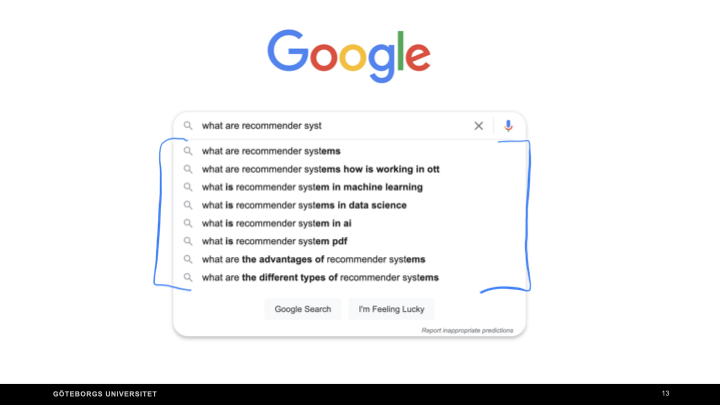 Google
what are recommender syst
what are recommender systems
what are recommender systems how is working in ott
what is recommender system in machine learning
what is recommender systems in data science
what is recommender system in ai
what is recommender system pdf
what are the advantages of recommender systems
what are the different types of recommender systems
Google Search I'm Feeling Lucky
Report inappropriate predictions
GÖTEBORGS UNIVERSITET 13